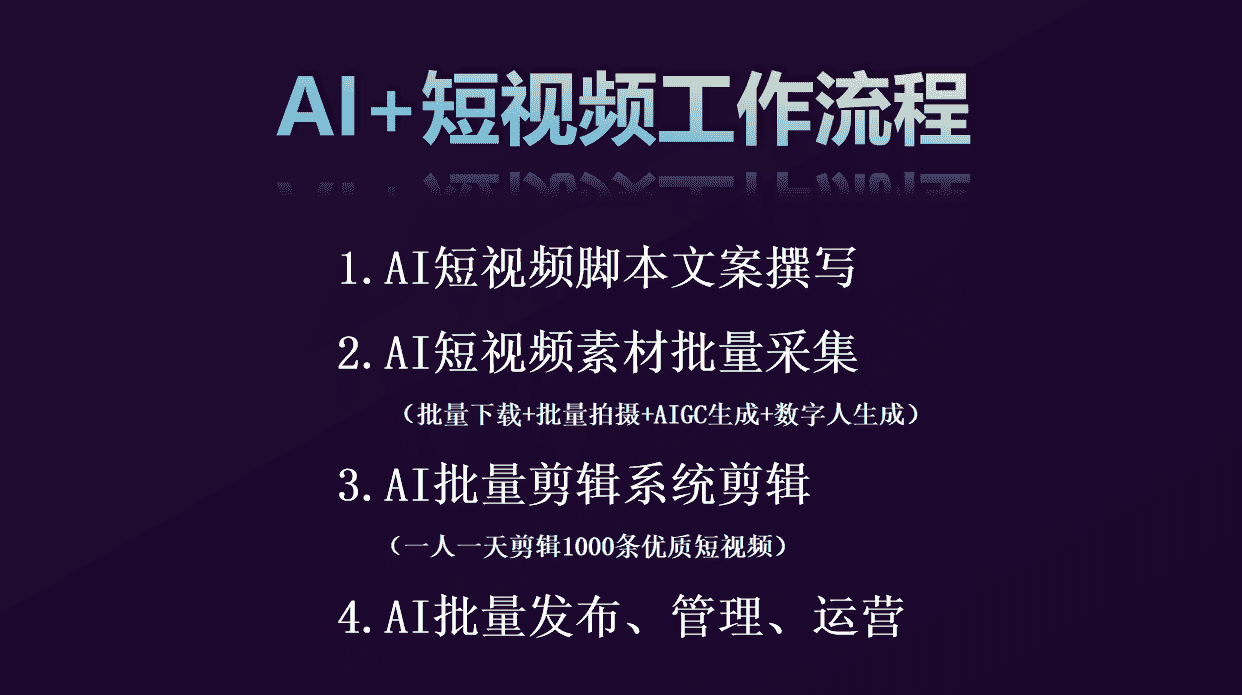 AI+短视频工作流程
1.AI短视频脚本文案撰写
2.AI短视频素材批量采集
（批量下载+批量拍摄+AIGC生成+数字人生成）
3.AI批量剪辑系统剪辑
（一人一天剪辑1000条优质短视频）
4.AI批量发布、管理、运营